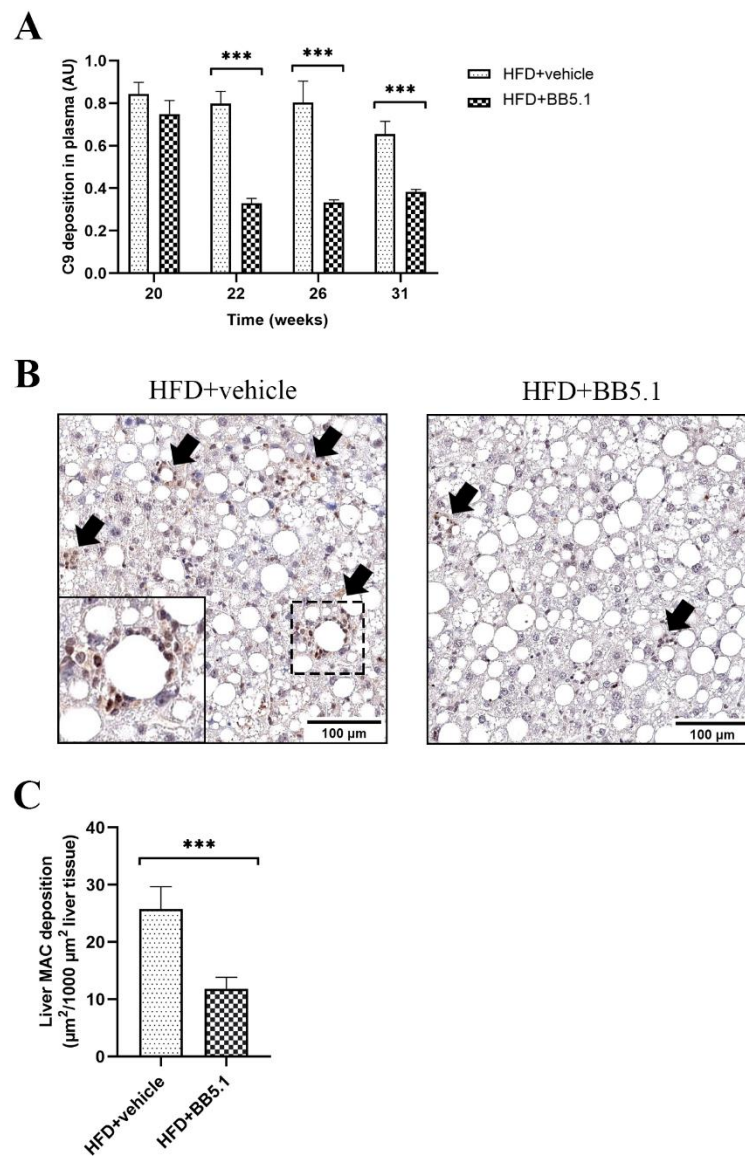 A
C9 deposition in plasma (AU)
1.0
0.8
0.6
0.4
0.2
0.0
***
***
***
20
22
26
31
Time (weeks)
HFD+vehicle
HFD+BB5.1
B
HFD+vehicle
HFD+BB5.1
100 µm
100 µm
C
Liver MAC deposition
(µm²/1000 µm² liver tissue)
40
30
20
10
0
***
HFD+vehicle
HFD+BB5.1